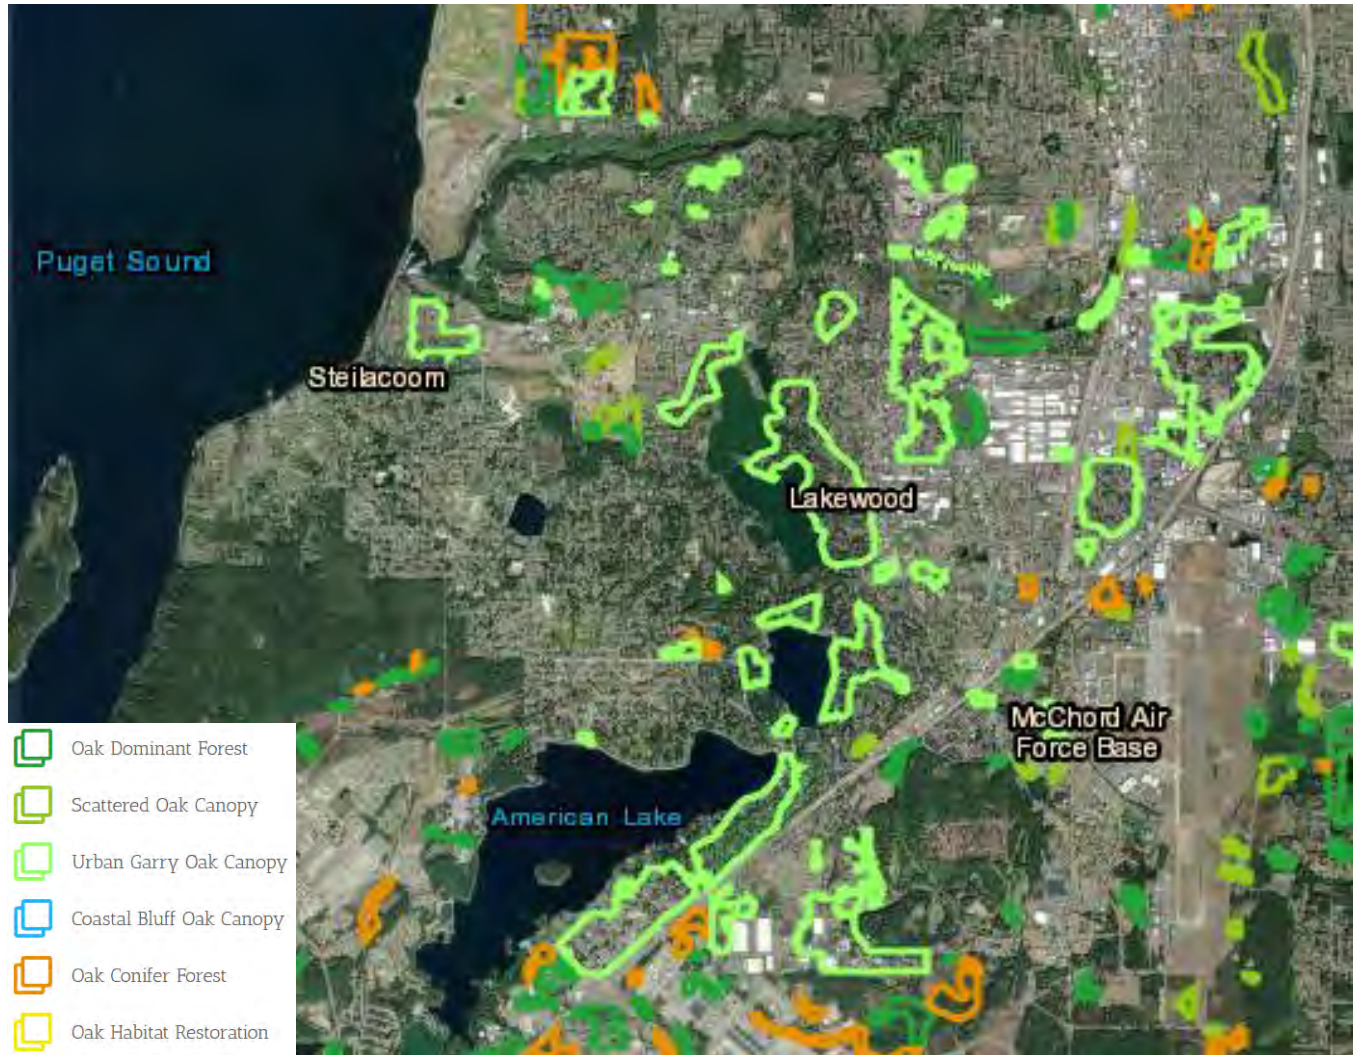 Puget Sound
Steilacoom
Lakewood
McChord Air
Force Base
American Lake
Oak Dominant Forest
Scattered Oak Canopy
Urban Garry Oak Canopy
Coastal Bluff Oak Canopy
Oak Conifer Forest
Oak Habitat Restoration